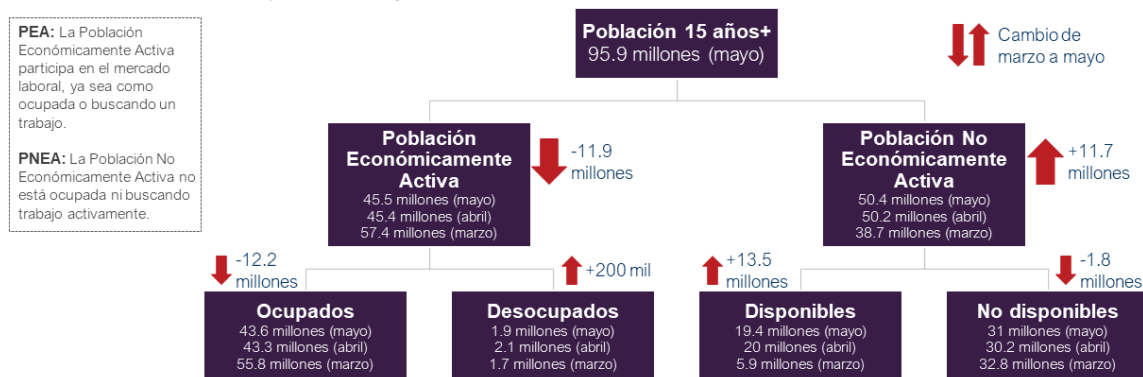 PEA: La Población
Económicamente Activa
participa en el mercado
laboral, ya sea como
ocupada o buscando un
trabajo.
PNEA: La Población No
Económicamente Activa no
está ocupada ni buscando
trabajo activamente.
Población 15 años+
95.9 millones (mayo)
Cambio de
marzo a mayo
Población
Económicamente
Activa
45.5 millones (mayo)
45.4 millones (abril)
57.4 millones (marzo)
-11.9
millones
Población No
Económicamente
Activa
50.4 millones (mayo)
50.2 millones (abril)
38.7 millones (marzo)
+11.7
millones
-12.2
millones
Ocupados
43.6 millones (mayo)
43.3 millones (abril)
55.8 millones (marzo)
+200 mil
Desocupados
1.9 millones (mayo)
2.1 millones (abril)
1.7 millones (marzo)
+13.5
millones
Disponibles
19.4 millones (mayo)
20 millones (abril)
5.9 millones (marzo)
-1.8
millones
No disponibles
31 millones (mayo)
30.2 millones (abril)
32.8 millones (marzo)